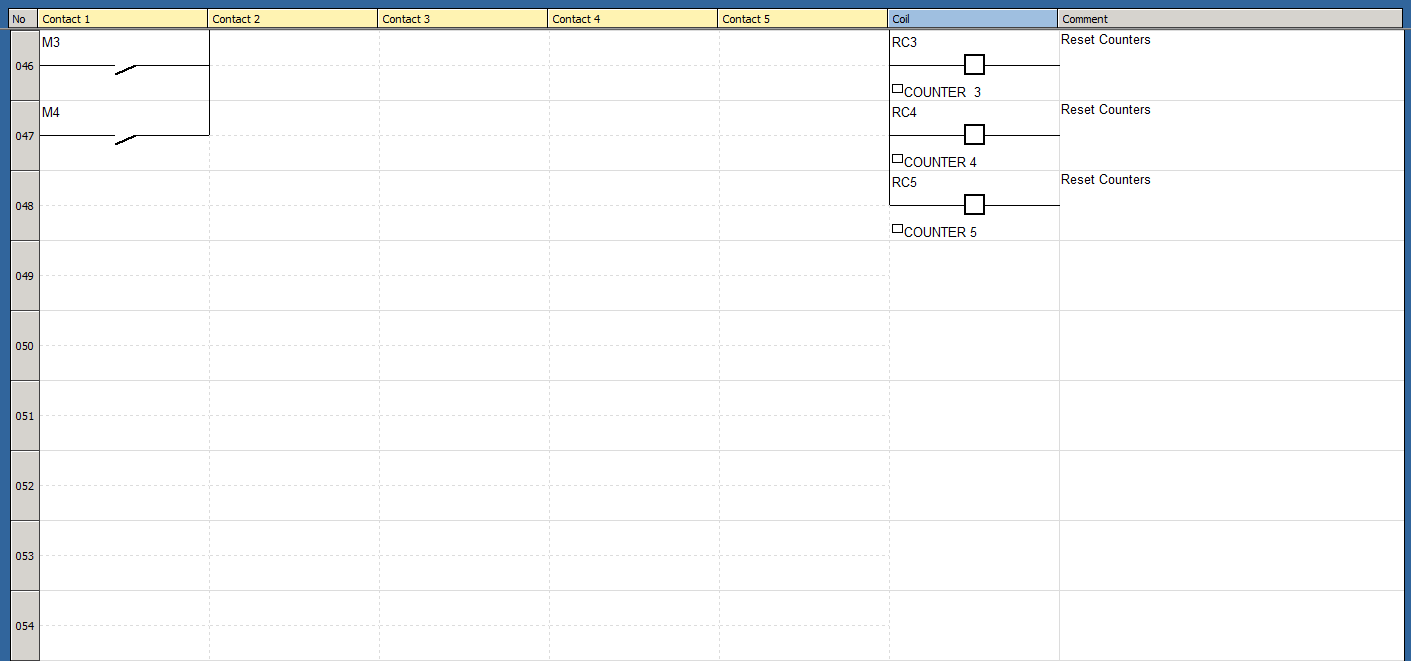 No Contact 1 Contact 2 Contact 3 Contact 4 Contact 5 Coil Comment
M3 RC3 Reset Counters
046
COUNTER  3
M4 RC4 Reset Counters
047
COUNTER 4
RC5 Reset Counters
048
COUNTER 5
049
050
051
052
053
054